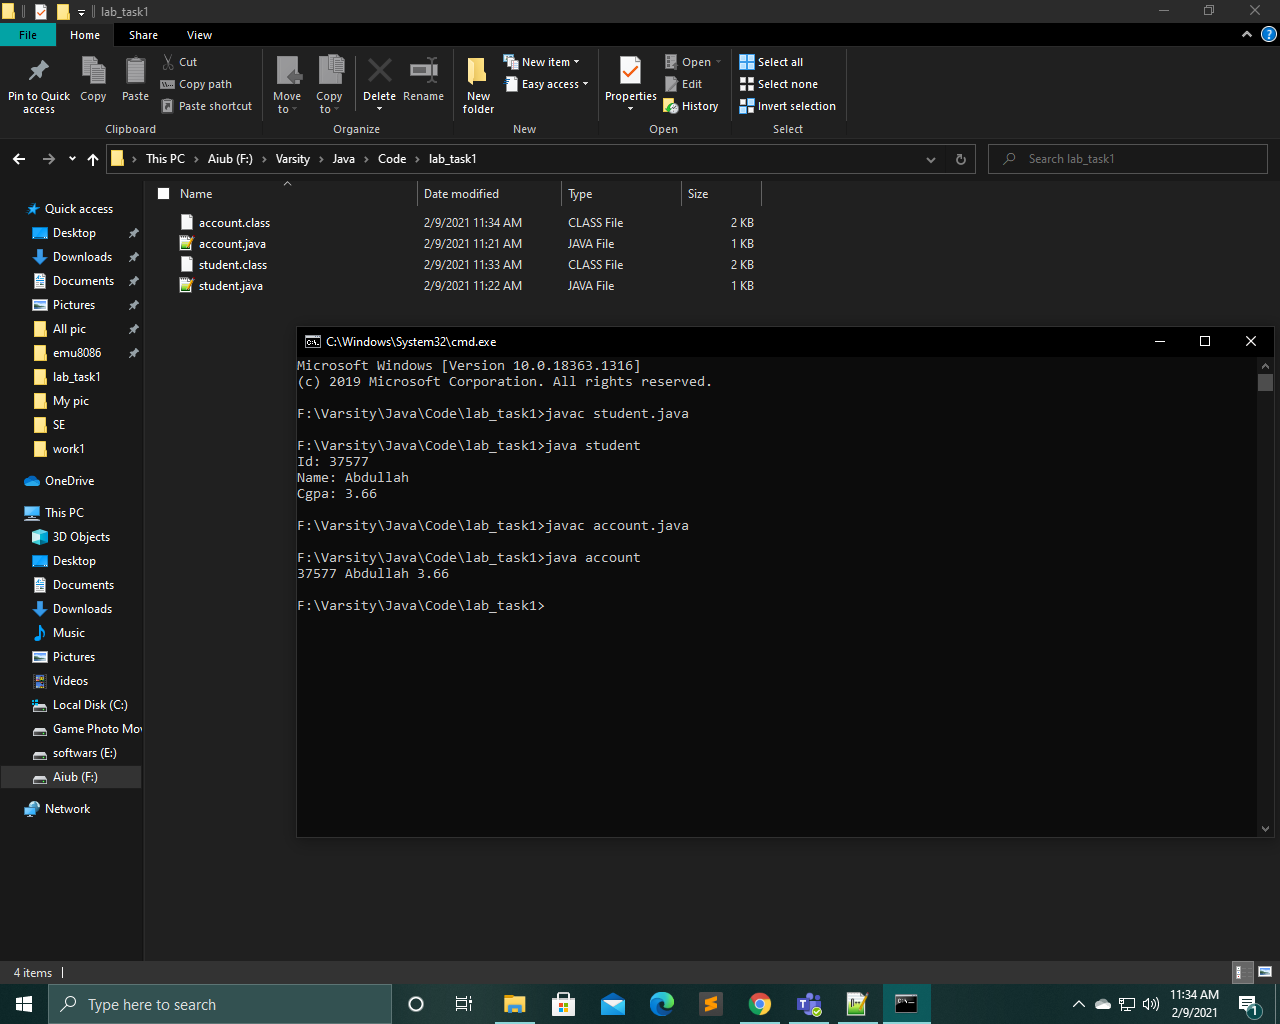 lab_task1
File Home Share View
Pin to Quick access
Copy
Paste
Cut
Copy path
Paste shortcut
Clipboard
Move to
Copy to
Delete
Rename
Organize
New folder
New item
Easy access
New
Properties
Open
Edit
History
Open
Select all
Select none
Invert selection
Select
This PC > Aiub (F:) > Varsity > Java > Code > lab_task1
Search lab_task1
Name Date modified Type Size
account.class 2/9/2021 11:34 AM CLASS File 2 KB
account.java 2/9/2021 11:21 AM JAVA File 1 KB
student.class 2/9/2021 11:33 AM CLASS File 2 KB
student.java 2/9/2021 11:22 AM JAVA File 1 KB
Quick access
Desktop
Downloads
Documents
Pictures
All pic
emu8086
lab_task1
My pic
SE
work1
OneDrive
This PC
3D Objects
Desktop
Documents
Downloads
Music
Pictures
Videos
Local Disk (C:)
Game Photo Mov
softwars (E:)
Aiub (F:)
Network
C:\Windows\System32\cmd.exe
Microsoft Windows [Version 10.0.18363.1316]
(c) 2019 Microsoft Corporation. All rights reserved.
F:\Varsity\Java\Code\lab_task1>javac student.java
F:\Varsity\Java\Code\lab_task1>java student
Id: 37577
Name: Abdullah
Cgpa: 3.66
F:\Varsity\Java\Code\lab_task1>javac account.java
F:\Varsity\Java\Code\lab_task1>java account
37577 Abdullah 3.66
F:\Varsity\Java\Code\lab_task1>
4 items
Type here to search
11:34 AM
2/9/2021
1